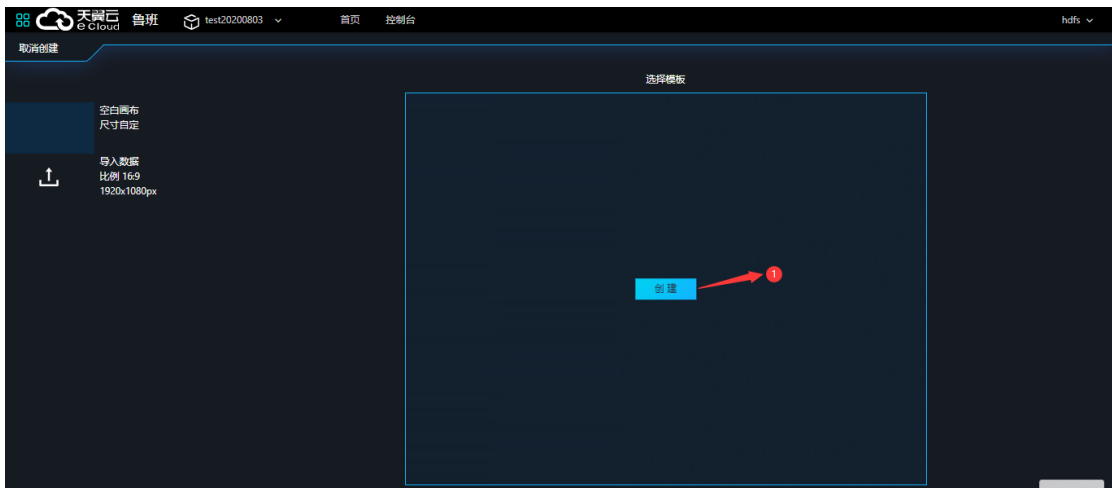 天翼云
e Cloud
鲁班
test20200803
首页
控制台
hdfs
取消创建
选择模板
空白画布
尺寸自定
导入数据
比例 16:9
1920x1080px
创建
1